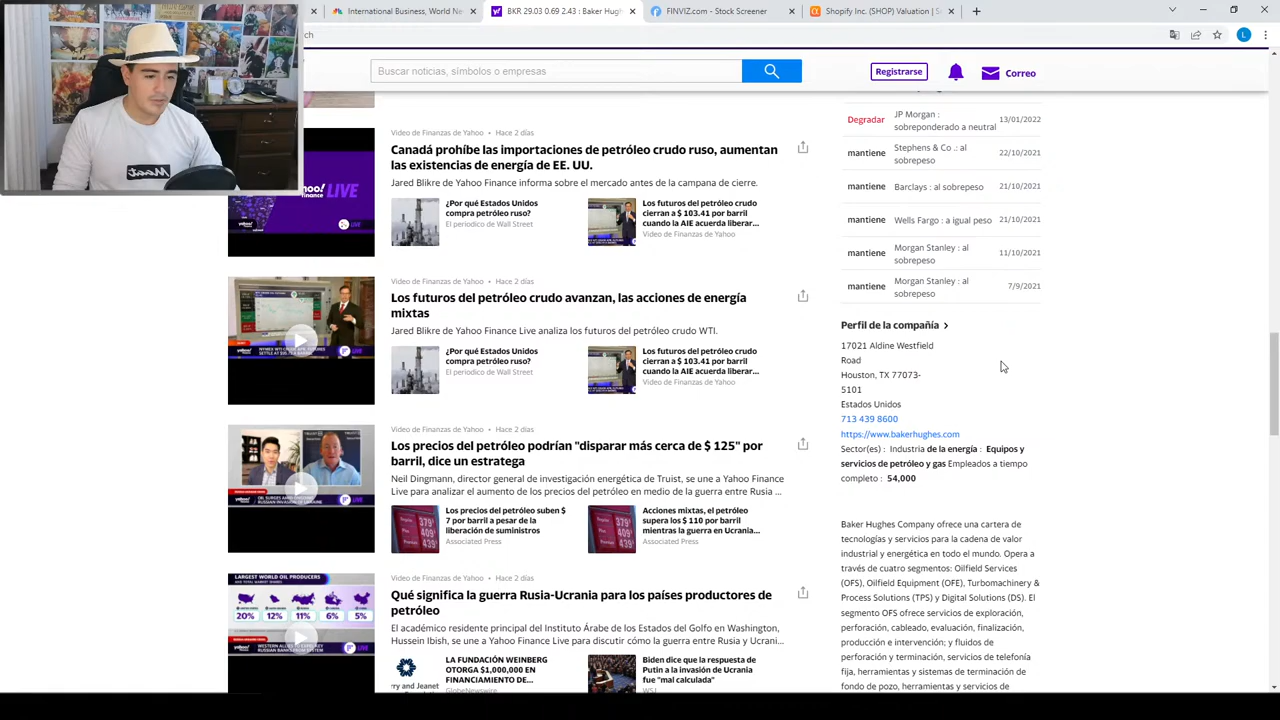 International Business, World Ne
BKR 29.03 0.69 2.43 : Baker Hugh
FINVIZ.com - Stock Screener
Shopify Inc. (SHOP) Valuation | S
ch
L
Buscar noticias, símbolos o empresas
Registrarse
Correo
Video de Finanzas de Yahoo • Hace 2 días
Canadá prohíbe las importaciones de petróleo crudo ruso, aumentan
las existencias de energía de EE. UU.
Jared Blikre de Yahoo Finance informa sobre el mercado antes de la campana de cierre.
¿Por qué Estados Unidos
compra petróleo ruso?
El periodico de Wall Street
Los futuros del petróleo crudo
cierran a $ 103.41 por barril
cuando la AIE acuerda liberar...
Video de Finanzas de Yahoo
Video de Finanzas de Yahoo • Hace 2 días
Los futuros del petróleo crudo avanzan, las acciones de energía
mixtas
Jared Blikre de Yahoo Finance Live analiza los futuros del petróleo crudo WTI.
¿Por qué Estados Unidos
compra petróleo ruso?
El periodico de Wall Street
Los futuros del petróleo crudo
cierran a $ 103.41 por barril
cuando la AIE acuerda liberar...
Video de Finanzas de Yahoo
Video de Finanzas de Yahoo • Hace 2 días
Los precios del petróleo podrían "disparar más cerca de $ 125" por
barril, dice un estratega
Neil Dingmann, director general de investigación energética de Truist, se une a Yahoo Finance
Live para analizar el aumento de los precios del petróleo en medio de la guerra entre Rusia y ...
Los precios del petróleo suben $
7 por barril a pesar de la
liberación de suministros
Associated Press
Acciones mixtas, el petróleo
supera los $ 110 por barril
mientras la guerra en Ucrania...
Associated Press
LARGEST WORLD OIL PRODUCERS
20% 12% 11% 6% 5%
Video de Finanzas de Yahoo • Hace 2 días
Qué significa la guerra Rusia-Ucrania para los países productores de
petróleo
El académico residente principal del Instituto Árabe de los Estados del Golfo en Washington,
Hussein Ibish, se une a Yahoo Finance Live para discutir cómo la guerra entre Rusia y Ucrani...
ry and Jeanet
LA FUNDACIÓN WEINBERG
OTORGA $1,000,000 EN
FINANCIAMIENTO DE...
GlobeNewswire
Biden dice que la respuesta de
Putin a la invasión de Ucrania
fue "mal calculada"
WSJ
Degradar
JP Morgan :
sobreponderado a neutral
13/01/2022
mantiene
Stephens & Co .: al
sobrepeso
22/10/2021
mantiene
Barclays : al sobrepeso
21/10/2021
mantiene
Wells Fargo : a igual peso
21/10/2021
mantiene
Morgan Stanley : al
sobrepeso
11/10/2021
mantiene
Morgan Stanley : al
sobrepeso
7/9/2021
Perfil de la compañía
17021 Aldine Westfield
Road
Houston, TX 77073-
5101
Estados Unidos
713 439 8600
https://www.bakerhughes.com
Sector(es) : Industria de la energía : Equipos y
servicios de petróleo y gas Empleados a tiempo
completo : 54,000
Baker Hughes Company ofrece una cartera de
tecnologías y servicios para la cadena de valor
industrial y energética en todo el mundo. Opera a
través de cuatro segmentos: Oilfield Services
(OFS), Oilfield Equipment (OFE), Turbomachinery &
Process Solutions (TPS) y Digital Solutions (DS). El
segmento OFS ofrece servicios de exploración,
perforación, cableado, evaluación, finalización,
producción e intervención; y fluidos de
perforación y terminación, servicios de telefonía
fija, herramientas y sistemas de terminación de
fondo de pozo, herramientas y servicios de